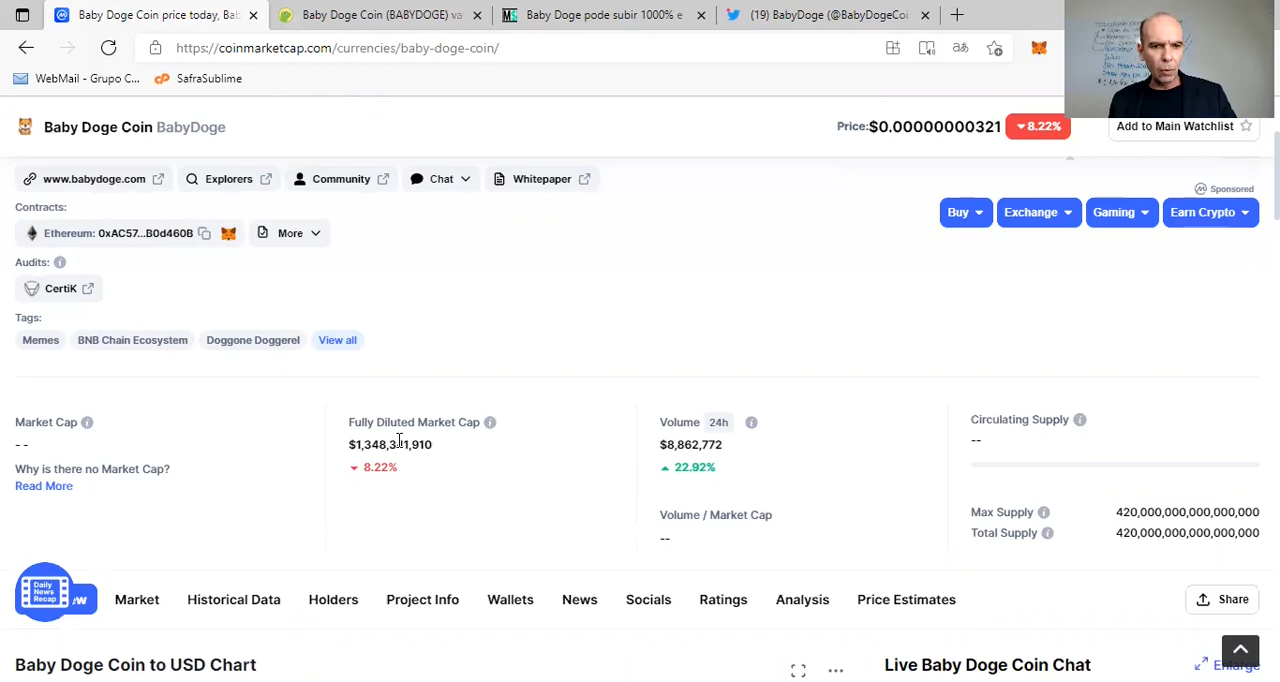 Baby Doge Coin price today, Bab
Baby Doge Coin (BABYDOGE) va
Baby Doge pode subir 1000% e
(19) BabyDoge (@BabyDogeCoi
https://coinmarketcap.com/currencies/baby-doge-coin/
WebMail - Grupo C...
SafraSublime
Baby Doge Coin BabyDoge
Price:$0.00000000321
8.22%
Add to Main Watchlist
www.babydoge.com
Explorers
Community
Chat
Whitepaper
Sponsored
Contracts:
Buy
Exchange
Gaming
Earn Crypto
Ethereum: 0xAC57...B0d460B
More
Audits:
CertiK
Tags:
Memes
BNB Chain Ecosystem
Doggone Doggerel
View all
Market Cap
- -
Why is there no Market Cap?
Read More
Fully Diluted Market Cap
8.22%
Volume 24h
$8,862,772
22.92%
Volume / Market Cap
--
Circulating Supply
--
Max Supply 420,000,000,000,000,000
Total Supply 420,000,000,000,000,000
Daily
News
Recap
Market
Historical Data
Holders
Project Info
Wallets
News
Socials
Ratings
Analysis
Price Estimates
Share
Baby Doge Coin to USD Chart
Live Baby Doge Coin Chat
Enlarge